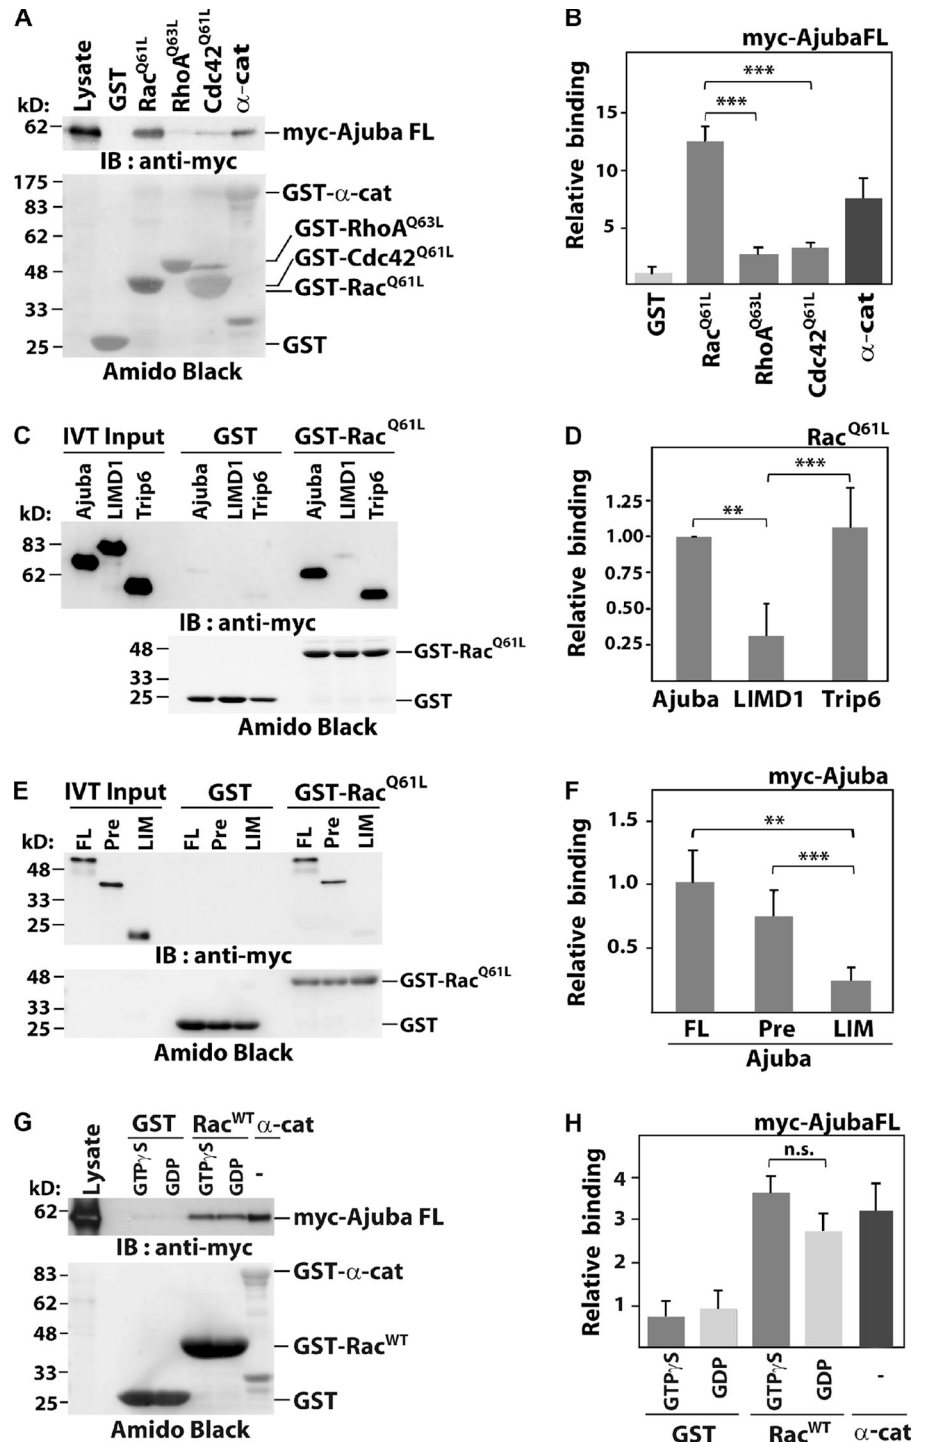 A
Lysate
GST
Rac^Q61L
RhoA^Q63L
Cdc42^Q61L
α-cat
kD:
62
myc-Ajuba FL
IB : anti-myc
175
83
62
48
33
25
GST-α-cat
GST-RhoA^Q63L
GST-Cdc42^Q61L
GST-Rac^Q61L
GST
Amido Black
B
myc-AjubaFL
Relative binding
15
10
5
***
***
GST
Rac^Q61L
RhoA^Q63L
Cdc42^Q61L
α-cat
C
IVT Input GST GST-Rac^Q61L
Ajuba LIMD1 Trip6 Ajuba LIMD1 Trip6 Ajuba LIMD1 Trip6
kD:
83
62
IB : anti-myc
48
33
25
GST-Rac^Q61L
GST
Amido Black
D
Rac^Q61L
Relative binding
1.25
1.00
0.75
0.50
0.25
**
***
Ajuba LIMD1 Trip6
E
IVT Input GST GST-Rac^Q61L
FL Pre LIM FL Pre LIM FL Pre LIM
kD:
48
33
25
IB : anti-myc
48
33
25
GST-Rac^Q61L
GST
Amido Black
F
myc-Ajuba
Relative binding
1.5
1.0
0.5
**
***
FL Pre LIM
Ajuba
G
Lysate
GST Rac^WT α-cat
GTPγS GDP GTPγS GDP -
kD:
62
myc-Ajuba FL
IB : anti-myc
83
62
48
33
25
GST-α-cat
GST-Rac^WT
GST
Amido Black
H
myc-AjubaFL
Relative binding
4
3
2
1
n.s.
GTPγS GDP GTPγS GDP -
GST Rac^WT α-cat